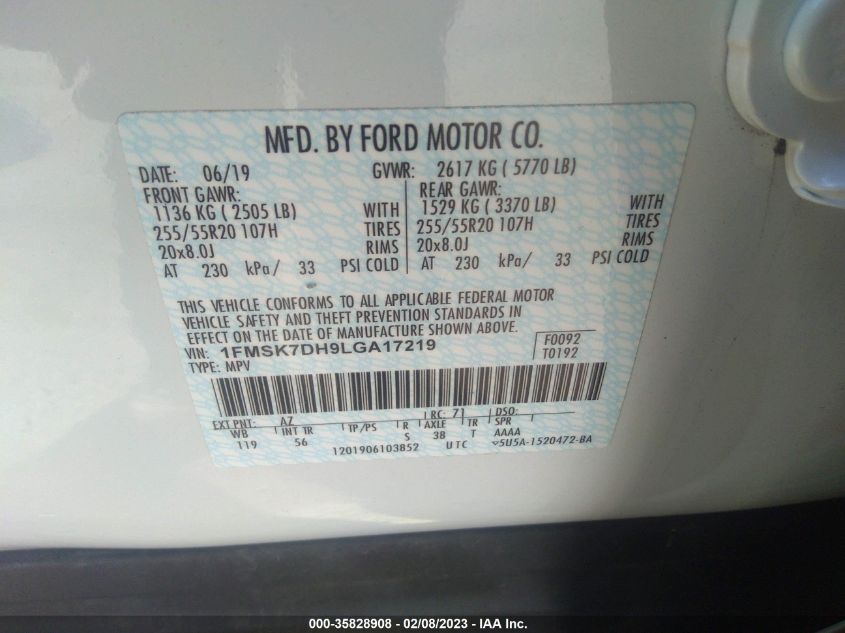 MFD. BY FORD MOTOR CO.
DATE: 06/19 GVWR: 2617 KG ( 5770 LB)
FRONT GAWR: REAR GAWR:
1136 KG ( 2505 LB) WITH 1529 KG ( 3370 LB) WITH
255/55R20 107H TIRES 255/55R20 107H TIRES
20x8.0J RIMS 20x8.0J RIMS
AT 230 kPa/ 33 PSI COLD AT 230 kPa/ 33 PSI COLD
THIS VEHICLE CONFORMS TO ALL APPLICABLE FEDERAL MOTOR
VEHICLE SAFETY AND THEFT PREVENTION STANDARDS IN
EFFECT ON THE DATE OF MANUFACTURE SHOWN ABOVE.
VIN: 1FMSK7DH9LGA17219 F0092
TYPE: MPV T0192
EXT PNT: AZ RC: 71 DSO:
WB INT TR TP/PS R AXLE TR SPR
119 56 S 38 T AAAA
1201906103852 UTC 5U5A-1520472-BA
000-35828908 - 02/08/2023 - IAA Inc.